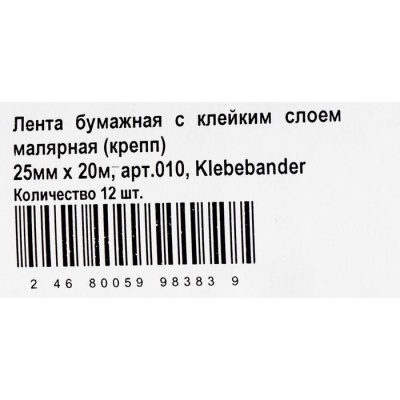 Лента бумажная с клейким слоем
малярная (крепп)
25мм х 20м, арт.010, Klebebander
Количество 12 шт.
2 46 80059 98383 9